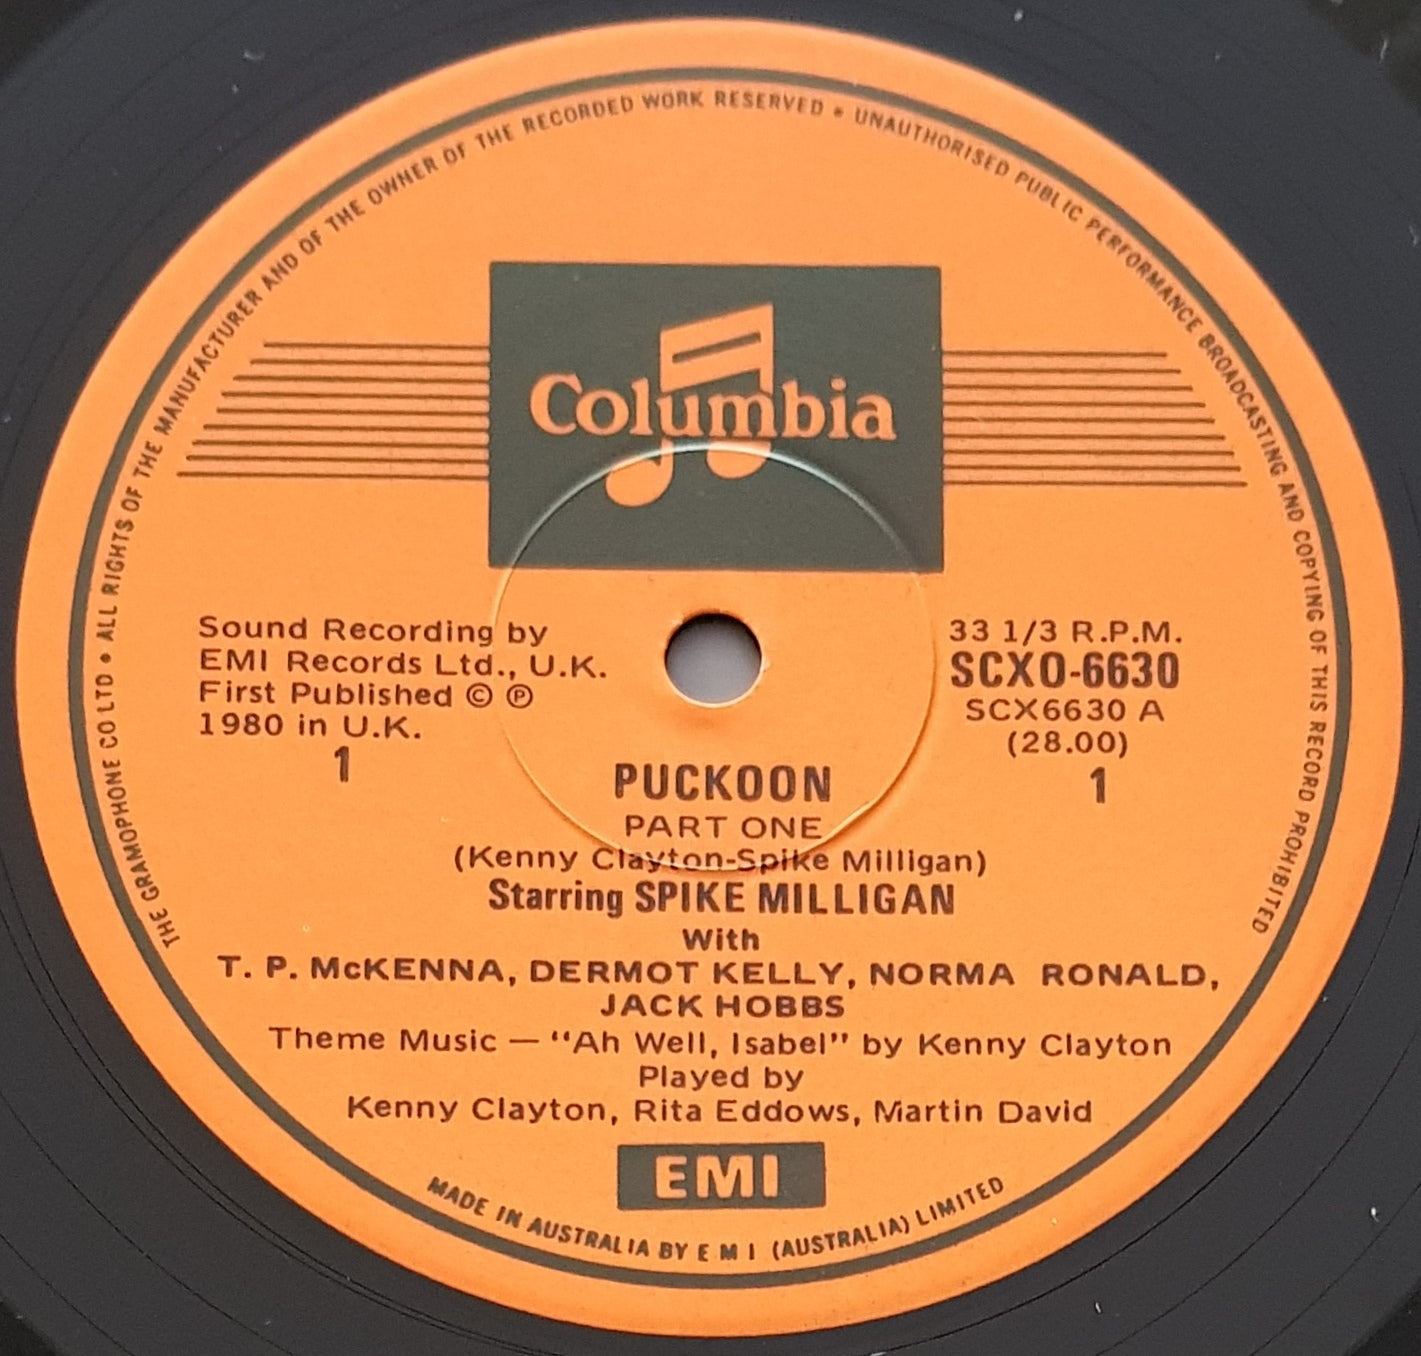 THE GRAMOPHONE CO LTD • ALL RIGHTS OF THE MANUFACTURER AND OF THE OWNER OF THE RECORDED WORK RESERVED • UNAUTHORISED PUBLIC PERFORMANCE BROADCASTING AND COPYING OF THIS RECORD PROHIBITED
Columbia
Sound Recording by
EMI Records Ltd., U.K.
First Published © ℗
1980 in U.K.
1
33 1/3 R.P.M.
SCXO-6630
SCX6630 A
(28.00)
1
PUCKOON
PART ONE
(Kenny Clayton-Spike Milligan)
Starring SPIKE MILLIGAN
With
T. P. McKENNA, DERMOT KELLY, NORMA RONALD,
JACK HOBBS
Theme Music — “Ah Well, Isabel” by Kenny Clayton
Played by
Kenny Clayton, Rita Eddows, Martin David
EMI
MADE IN AUSTRALIA BY E M I (AUSTRALIA) LIMITED